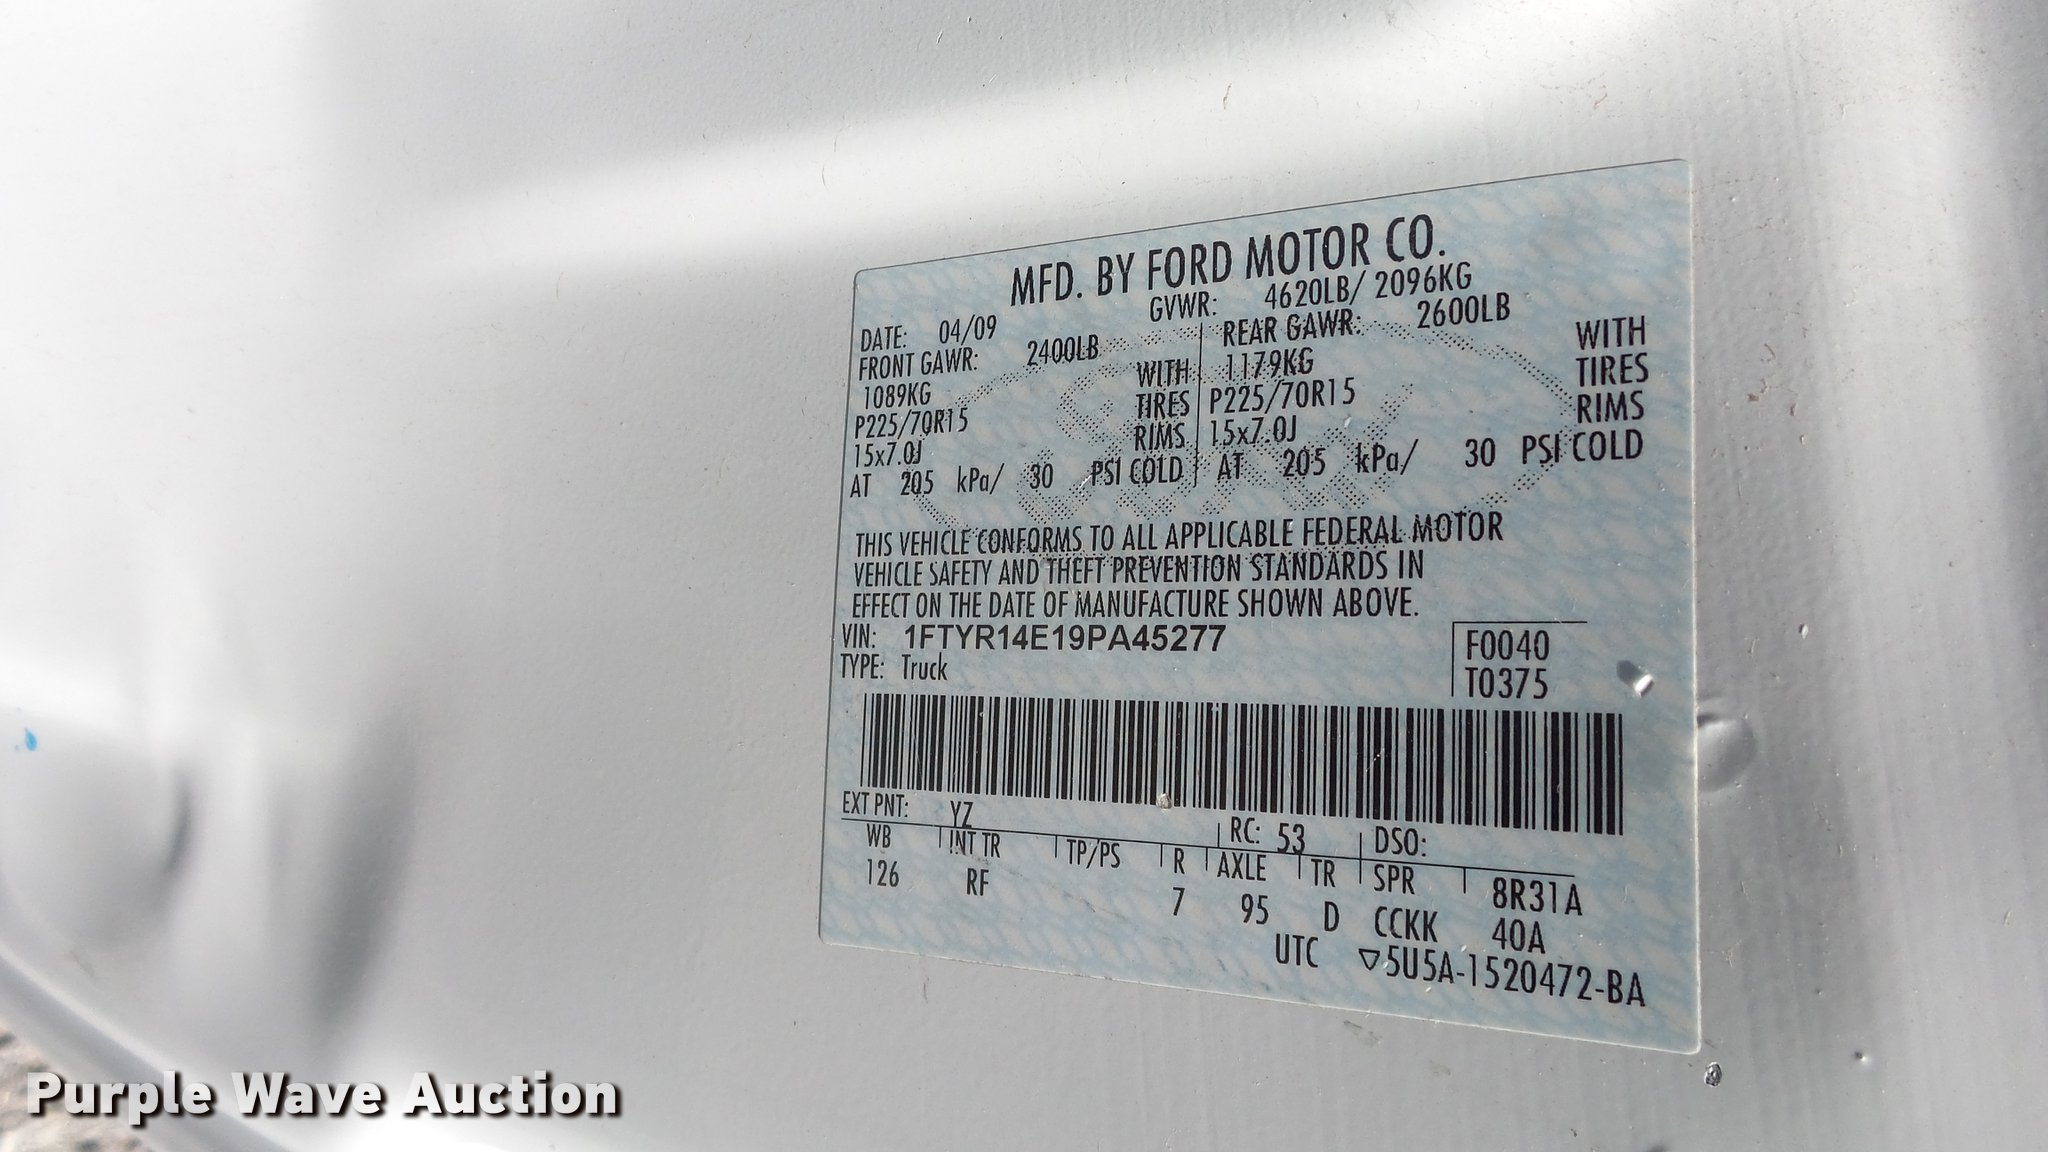 MFD. BY FORD MOTOR CO.
DATE: 04/09 GVWR: 4620LB/ 2096KG
FRONT GAWR: 2400LB REAR GAWR: 2600LB
1089KG WITH 1179KG WITH
P225/70R15 TIRES P225/70R15 TIRES
15x7.0J RIMS 15x7.0J RIMS
AT 205 kPa/ 30 PSI COLD AT 205 kPa/ 30 PSI COLD
THIS VEHICLE CONFORMS TO ALL APPLICABLE FEDERAL MOTOR
VEHICLE SAFETY AND THEFT PREVENTION STANDARDS IN
EFFECT ON THE DATE OF MANUFACTURE SHOWN ABOVE.
VIN: 1FTYR14E19PA45277 F0040
TYPE: Truck T0375
EXT PNT: YZ RC: 53 DSO:
WB INT TR TP/PS R AXLE TR SPR 8R31A
126 RF 7 95 D CCKK 40A
UTC ▽5U5A-1520472-BA
Purple Wave Auction